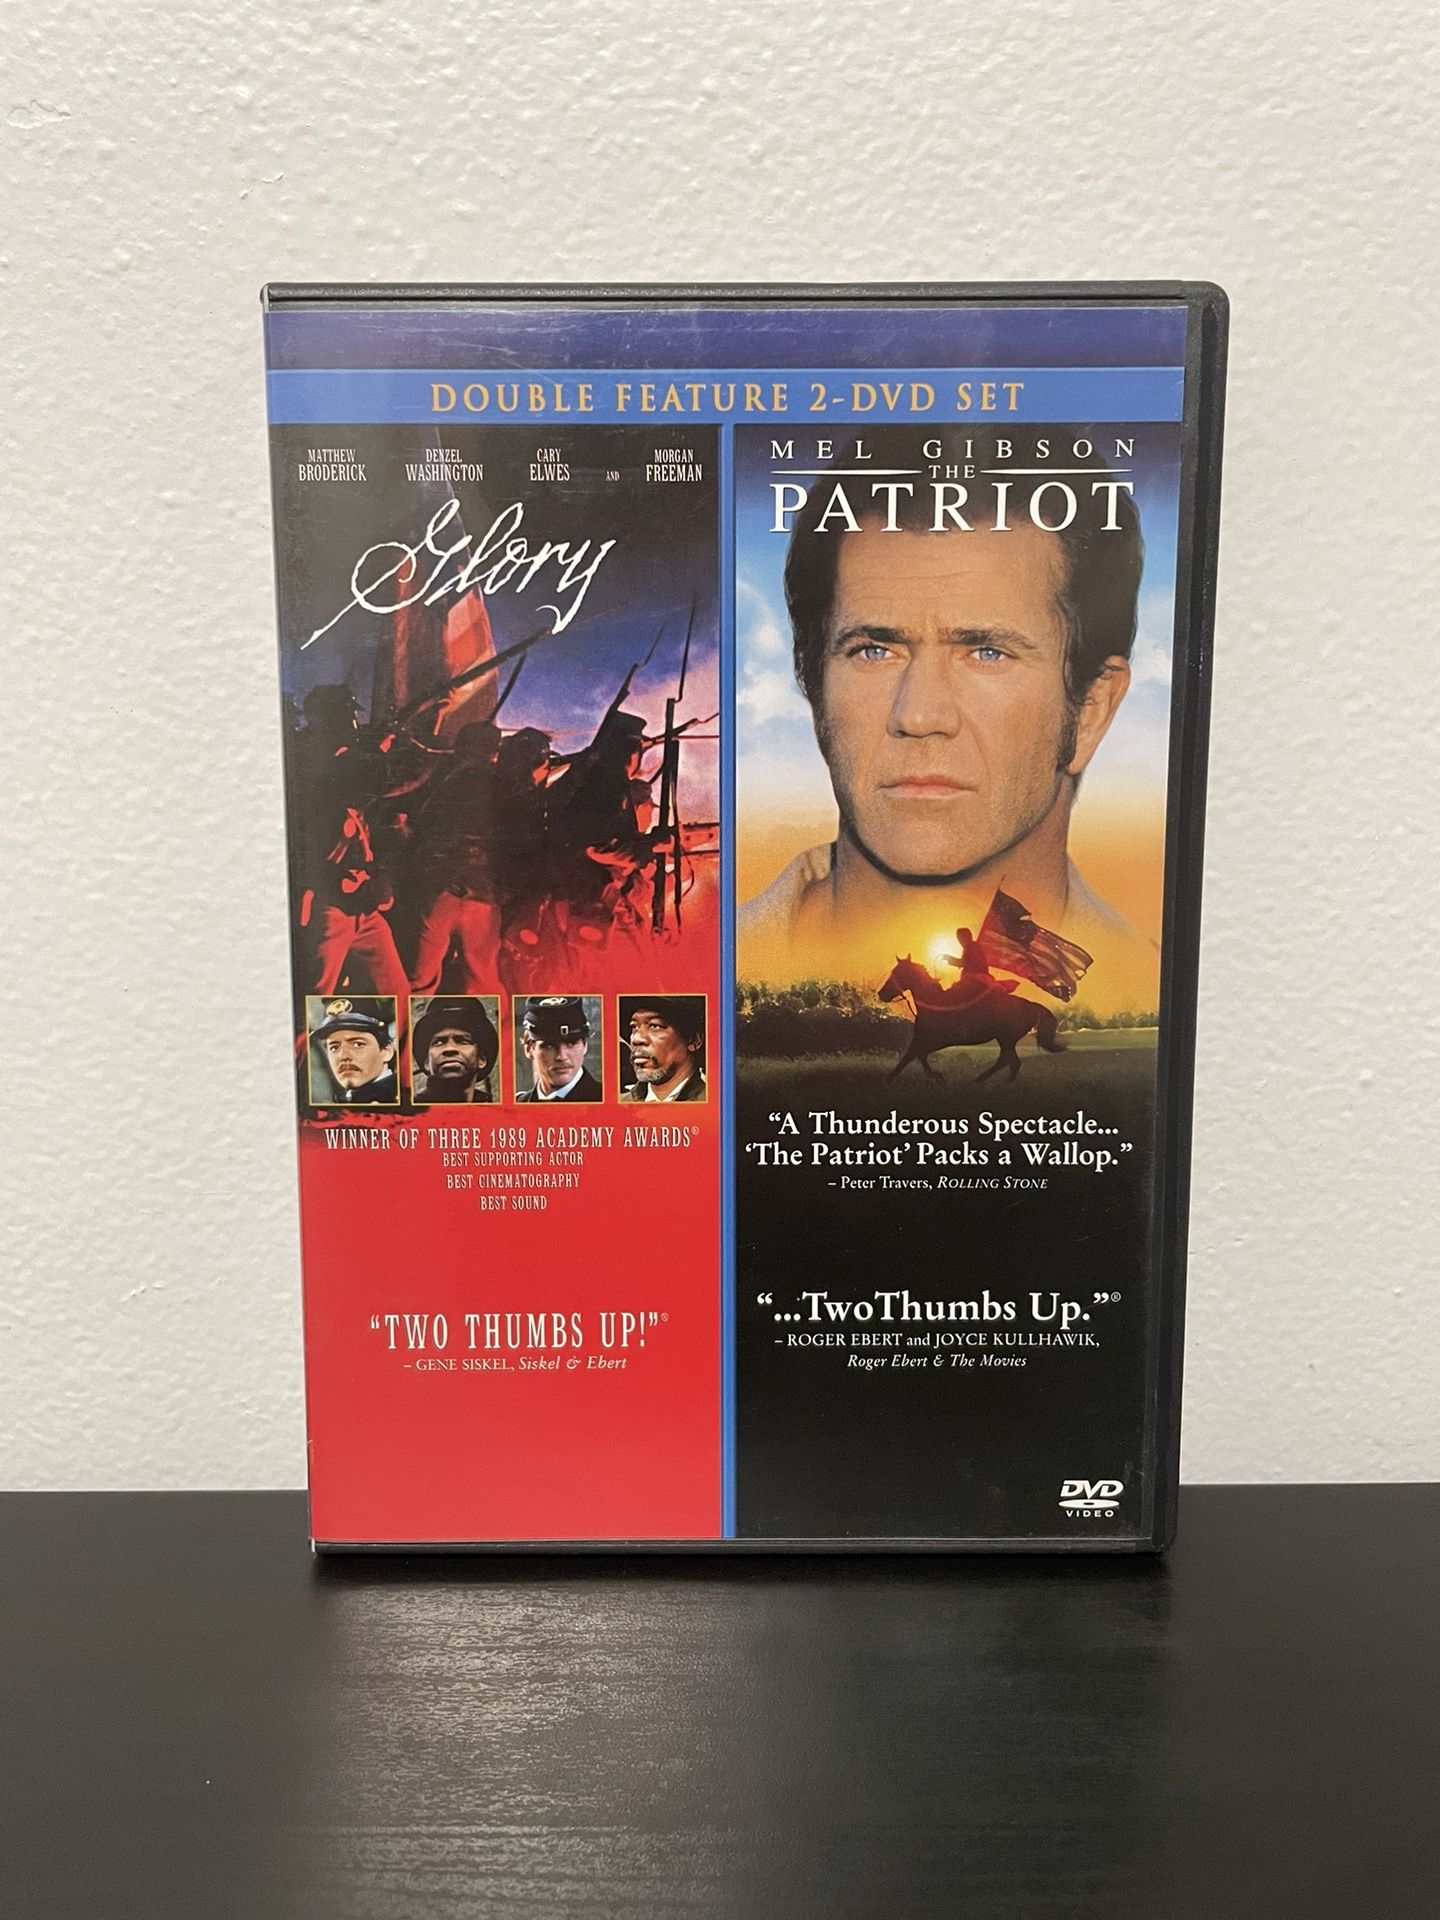 DOUBLE FEATURE 2-DVD SET
MATTHEW BRODERICK DENZEL WASHINGTON CARY ELWES AND MORGAN FREEMAN
Glory
WINNER OF THREE 1989 ACADEMY AWARDS®
BEST SUPPORTING ACTOR
BEST CINEMATOGRAPHY
BEST SOUND
"TWO THUMBS UP!"®
– GENE SISKEL, Siskel & Ebert
MEL GIBSON
THE
PATRIOT
"A Thunderous Spectacle...
'The Patriot' Packs a Wallop."
– Peter Travers, ROLLING STONE
"...Two Thumbs Up."®
– ROGER EBERT and JOYCE KULLHAWIK,
Roger Ebert & The Movies
DVD
VIDEO